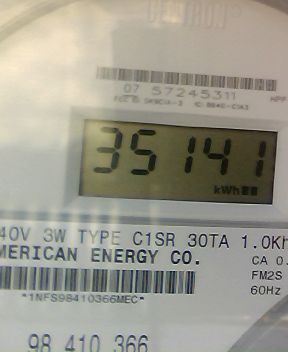 CENTRON®
07 57245311
35141
kWh
40V 3W TYPE C1SR 30TA 1.0Kh
MERICAN ENERGY CO.
CA 0.
FM2S
*1NFS98410366MEC*
60Hz
98 410 366